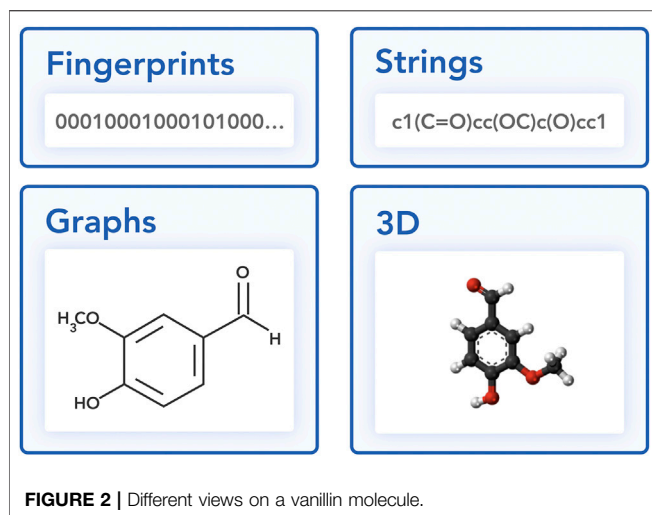 Fingerprints
00010001000101000...
Strings
c1(C=O)cc(OC)c(O)cc1
Graphs
O
H3CO
H
HO
3D
FIGURE 2 | Different views on a vanillin molecule.